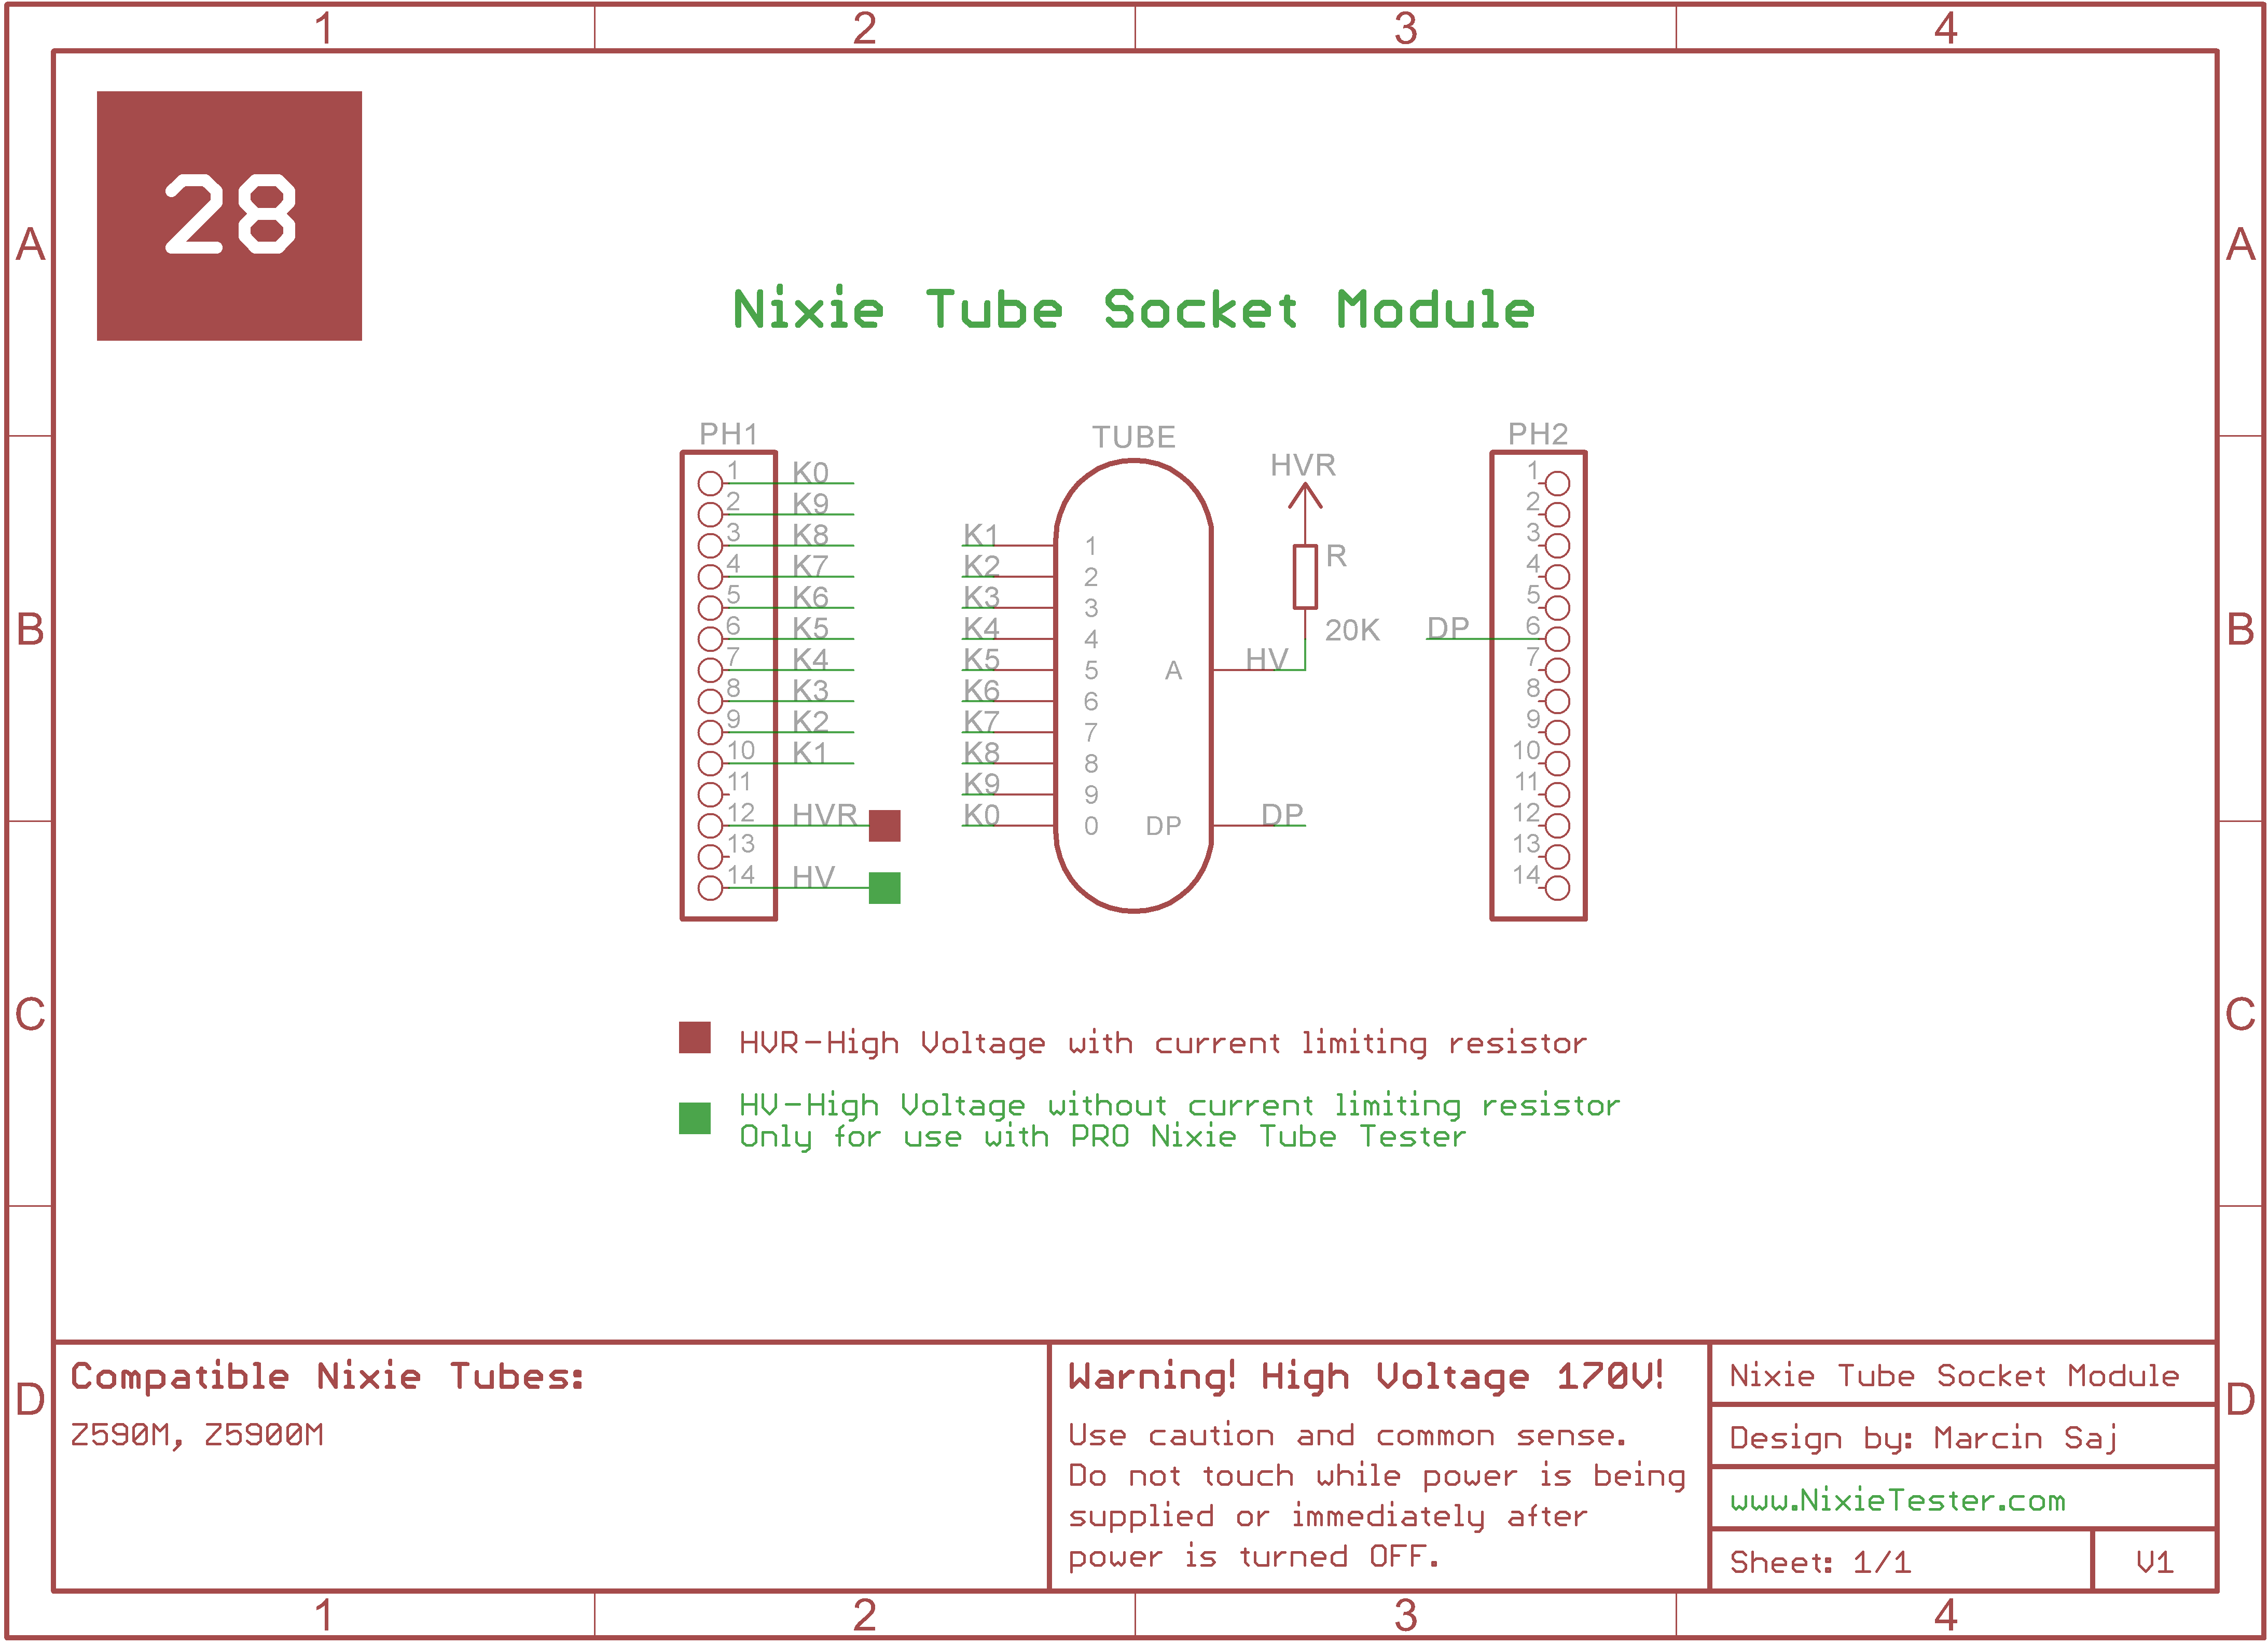 1 2 3 4
A A
28
Nixie Tube Socket Module
PH1 TUBE PH2
HVR
1 K0 1
2 K9 2
3 K8 K1 1 3
4 K7 K2 2 R 4
5 K6 K3 3 5
6 K5 K4 4 20K DP 6
7 K4 K5 5 A HV 7
8 K3 K6 6 8
9 K2 K7 7 9
10 K1 K8 8 10
11 K9 9 11
12 HVR K0 0 DP DP 12
13 13
14 HV 14
B B
C C
HVR-High Voltage with current limiting resistor
HV-High Voltage without current limiting resistor
Only for use with PRO Nixie Tube Tester
D D
Compatible Nixie Tubes:
Z590M, Z5900M
Warning! High Voltage 170V!
Use caution and common sense.
Do not touch while power is being
supplied or immediately after
power is turned OFF.
Nixie Tube Socket Module
Design by: Marcin Saj
www.NixieTester.com
Sheet: 1/1 V1
1 2 3 4